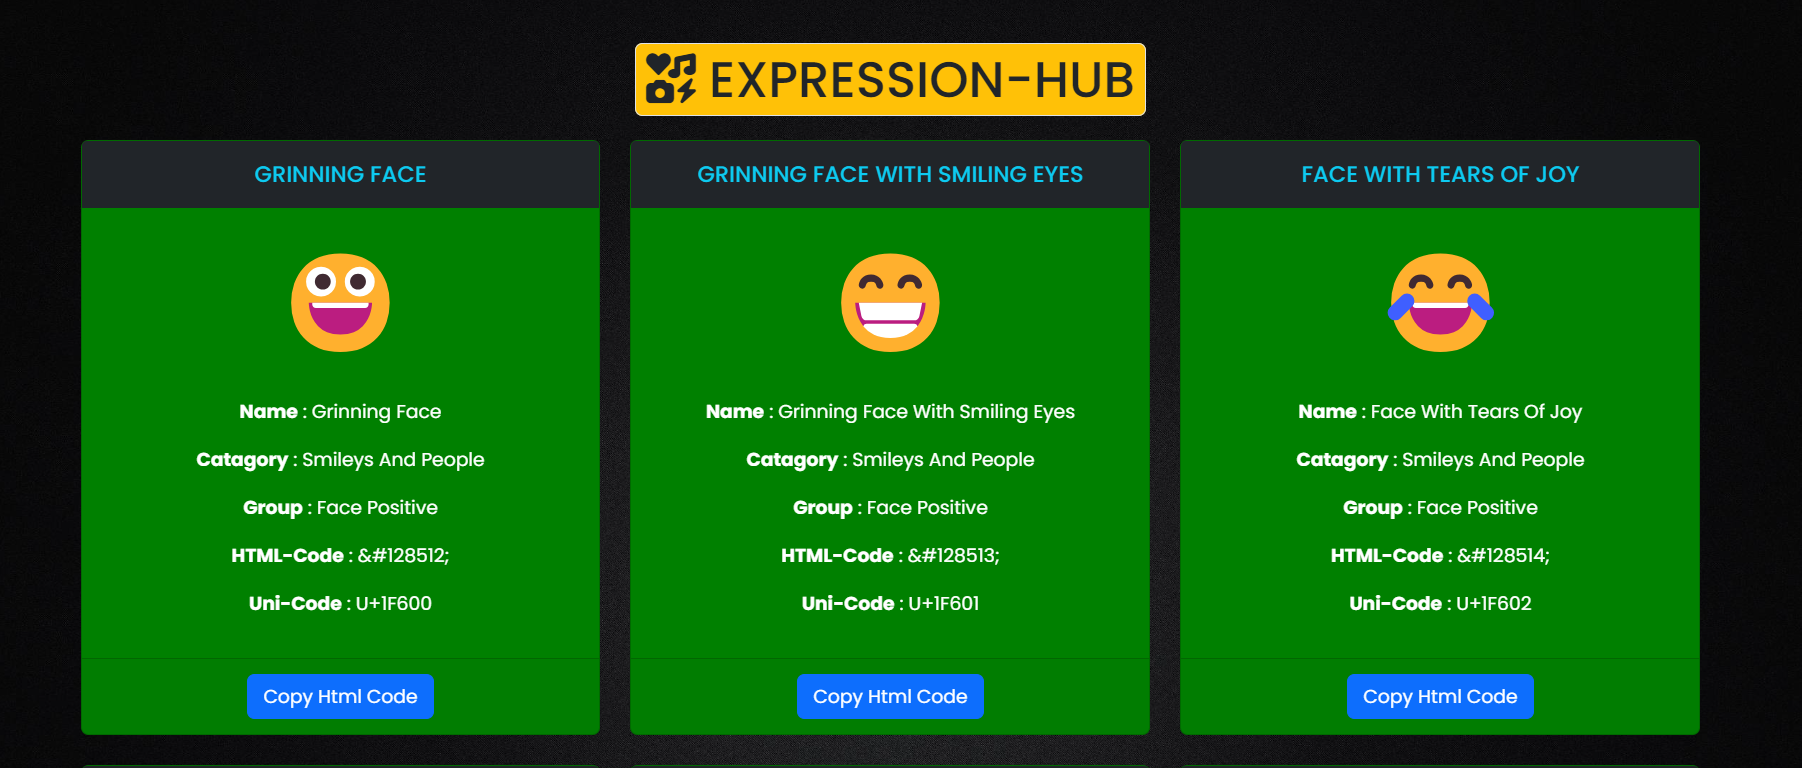 EXPRESSION-HUB
GRINNING FACE
Name : Grinning Face
Catagory : Smileys And People
Group : Face Positive
HTML-Code : &#128512;
Uni-Code : U+1F600
Copy Html Code
GRINNING FACE WITH SMILING EYES
Name : Grinning Face With Smiling Eyes
Catagory : Smileys And People
Group : Face Positive
HTML-Code : &#128513;
Uni-Code : U+1F601
Copy Html Code
FACE WITH TEARS OF JOY
Name : Face With Tears Of Joy
Catagory : Smileys And People
Group : Face Positive
HTML-Code : &#128514;
Uni-Code : U+1F602
Copy Html Code